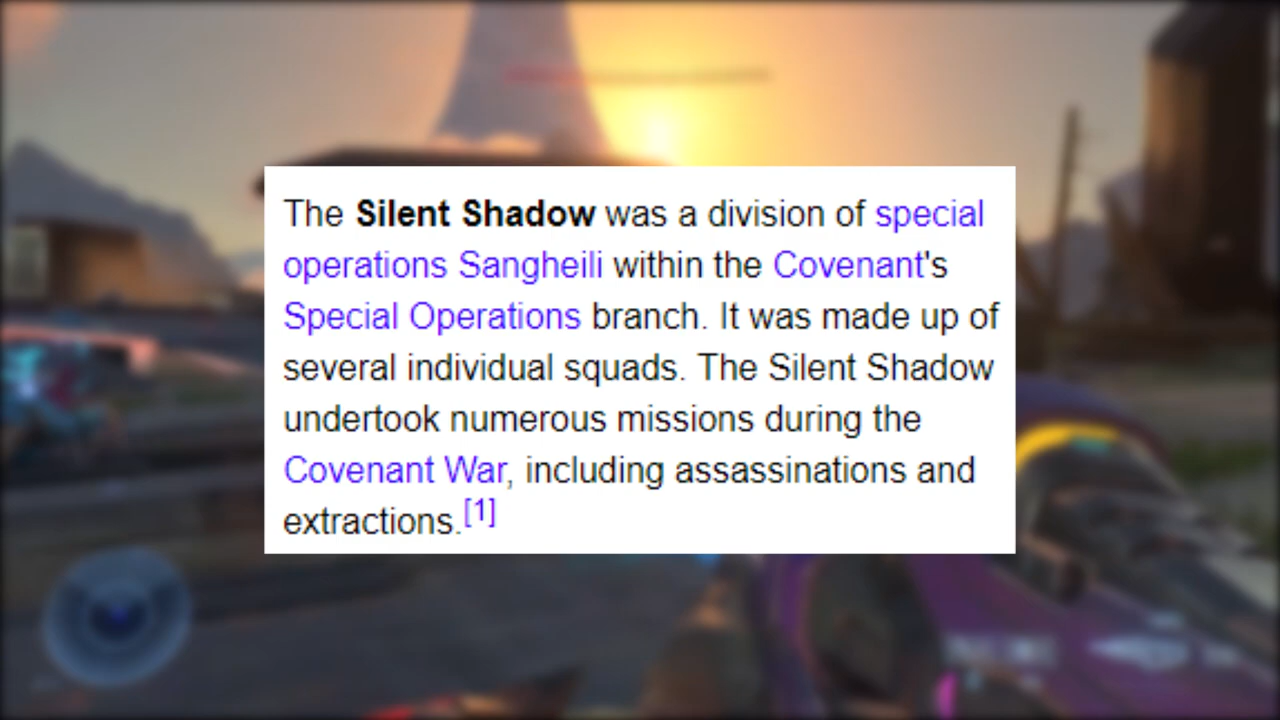 The Silent Shadow was a division of special
operations Sangheili within the Covenant's
Special Operations branch. It was made up of
several individual squads. The Silent Shadow
undertook numerous missions during the
Covenant War, including assassinations and
extractions.[1]